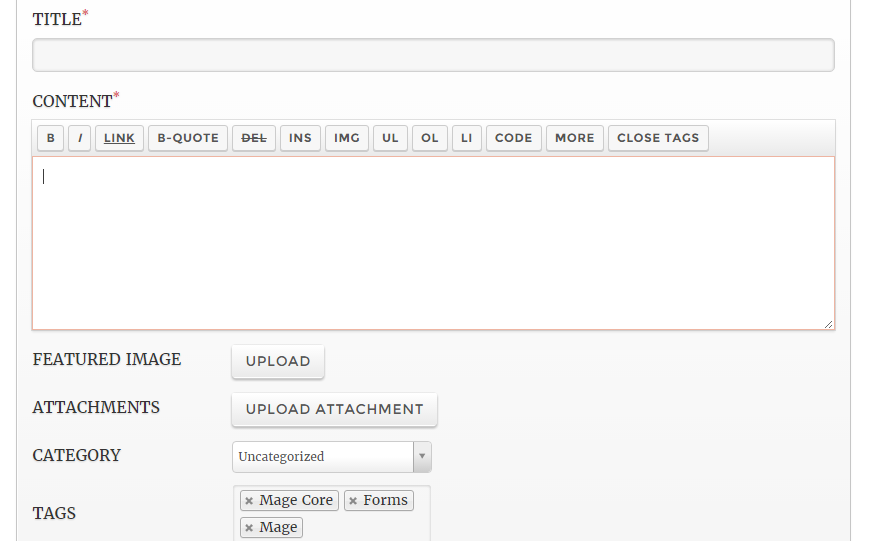 TITLE*
CONTENT*
B I LINK B-QUOTE DEL INS IMG UL OL LI CODE MORE CLOSE TAGS
FEATURED IMAGE UPLOAD
ATTACHMENTS UPLOAD ATTACHMENT
CATEGORY Uncategorized
× Mage Core × Forms
TAGS
× Mage